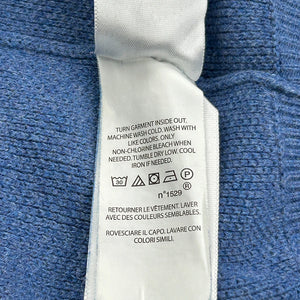 TURN GARMENT INSIDE OUT.
MACHINE WASH COLD. WASH WITH
LIKE COLORS. ONLY
NON-CHLORINE BLEACH WHEN
NEEDED. TUMBLE DRY LOW. COOL
IRON IF NEEDED.
30 P
R
n°1529
RETOURNER LE VÊTEMENT. LAVER
AVEC DES COULEURS SEMBLABLES.
ROVESCIARE IL CAPO. LAVARE CON
COLORI SIMILI.